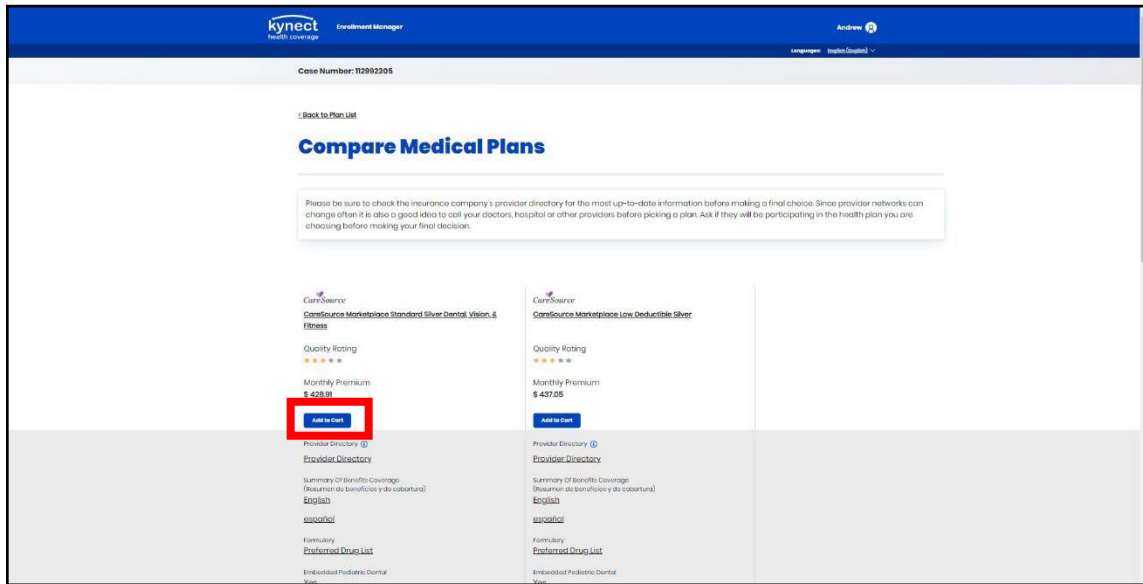 kynect
health coverage
Enrollment Manager
Andrew
Languages: English (English)
Case Number: 112992305
< Back to Plan List
Compare Medical Plans
Please be sure to check the insurance company's provider directory for the most up-to-date information before making a final choice. Since provider networks can
change often it is also a good idea to call your doctors, hospital or other providers before picking a plan. Ask if they will be participating in the health plan you are
choosing before making your final decision.
CareSource
CareSource Marketplace Standard Silver Dental, Vision, &
Fitness
Quality Rating
Monthly Premium
$ 428.91
Add to Cart
Provider Directory
Provider Directory
Summary Of Benefits Coverage
(Resumen de beneficios y de cobertura)
English
español
Formulary
Preferred Drug List
Embedded Pediatric Dental
Yes
CareSource
CareSource Marketplace Low Deductible Silver
Quality Rating
Monthly Premium
$ 437.05
Add to Cart
Provider Directory
Provider Directory
Summary Of Benefits Coverage
(Resumen de beneficios y de cobertura)
English
español
Formulary
Preferred Drug List
Embedded Pediatric Dental
Yes